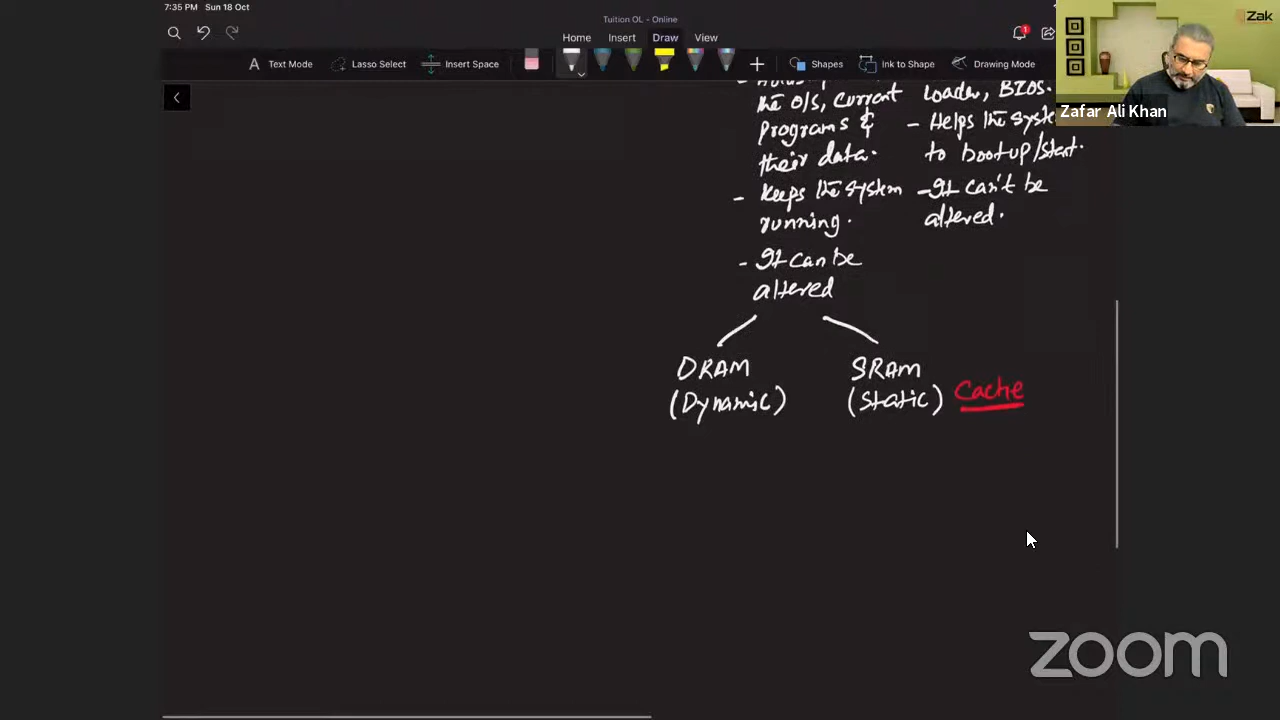 7:35 PM Sun 18 Oct
Tuition OL - Online
Home Insert Draw View
1
Text Mode Lasso Select Insert Space Shapes Ink to Shape Drawing Mode
Zak
Zafar Ali Khan
the O/S, Current
Programs &
their data.
- Keeps the system
running.
- It can be
altered
loader, BIOS.
- Helps the system
to bootup/start.
- It can't be
altered.
DRAM
(Dynamic)
SRAM
(Static)
Cache
zoom